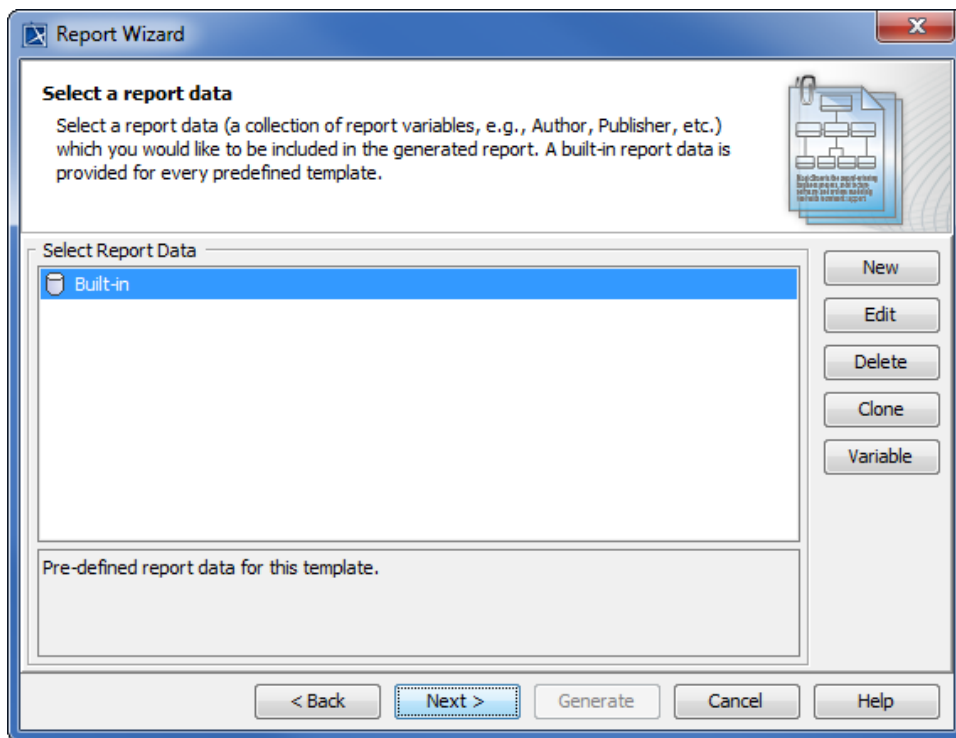 Report Wizard
Select a report data
Select a report data (a collection of report variables, e.g., Author, Publisher, etc.)
which you would like to be included in the generated report. A built-in report data is
provided for every predefined template.
Select Report Data
Built-in
New
Edit
Delete
Clone
Variable
Pre-defined report data for this template.
< Back
Next >
Generate
Cancel
Help